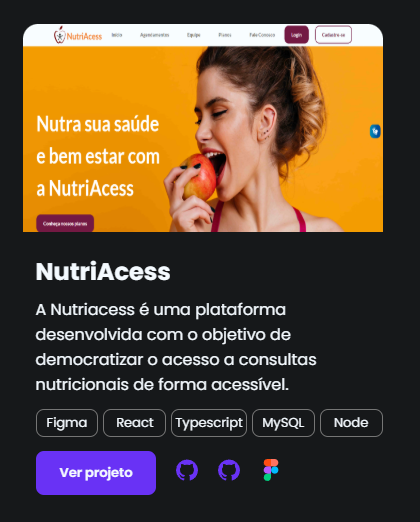 NutriAcess Início Agendamentos Equipe Planos Fale Conosco Login Cadastre-se
Nutra sua saúde
e bem estar com
a NutriAcess
Conheça nossos planos
NutriAcess
A Nutriacess é uma plataforma
desenvolvida com o objetivo de
democratizar o acesso a consultas
nutricionais de forma acessível.
Figma React Typescript MySQL Node
Ver projeto